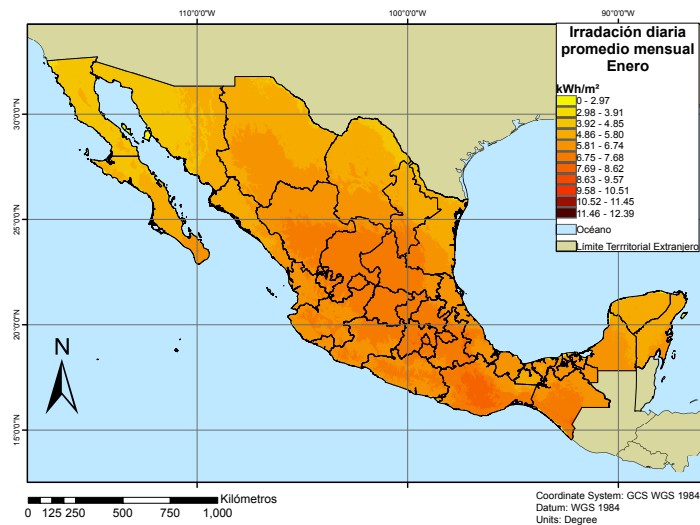 110°0'0"W
100°0'0"W
90°0'0"W
Irradación diaria
promedio mensual
Enero
kWh/m²
0 - 2.97
2.98 - 3.91
3.92 - 4.85
4.86 - 5.80
5.81 - 6.74
6.75 - 7.68
7.69 - 8.62
8.63 - 9.57
9.58 - 10.51
10.52 - 11.45
11.46 - 12.39
Océano
Límite Terrritorial Extranjero
30°0'0"N
25°0'0"N
20°0'0"N
15°0'0"N
N
0 125 250 500 750 1,000
Kilómetros
Coordinate System: GCS WGS 1984
Datum: WGS 1984
Units: Degree